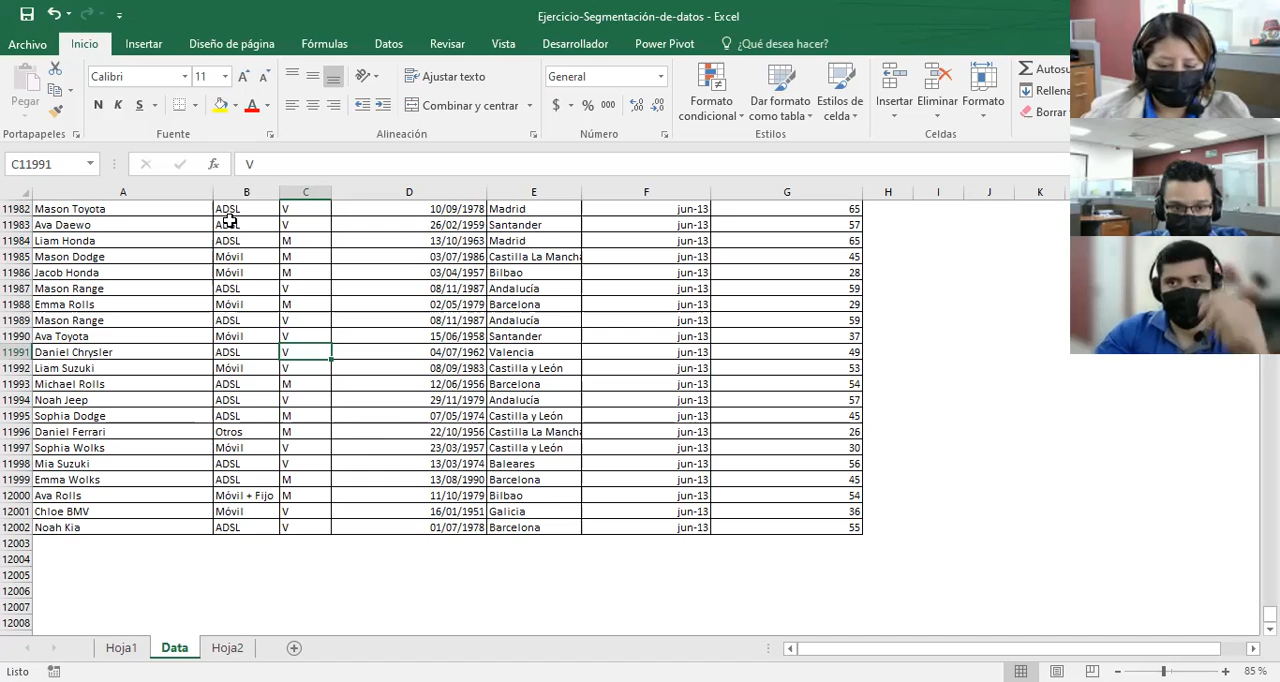 Ejercicio-Segmentación-de-datos - Excel
Archivo Inicio Insertar Diseño de página Fórmulas Datos Revisar Vista Desarrollador Power Pivot ¿Qué desea hacer?
Pegar
Calibri 11 A A
N K S A
Ajustar texto
Combinar y centrar
General
$ % 000
Formato condicional
Dar formato como tabla
Estilos de celda
Insertar Eliminar Formato
Autosu
Rellena
Borrar
Portapapeles Fuente Alineación Número Estilos Celdas
C11991 fx V
A B C D E F G H I J K
11982 Mason Toyota ADSL V 10/09/1978 Madrid jun-13 65
11983 Ava Daewo ADSL V 26/02/1959 Santander jun-13 57
11984 Liam Honda ADSL M 13/10/1963 Madrid jun-13 65
11985 Mason Dodge Móvil M 03/07/1986 Castilla La Mancha jun-13 45
11986 Jacob Honda Móvil M 03/04/1957 Bilbao jun-13 28
11987 Mason Range ADSL V 08/11/1987 Andalucía jun-13 59
11988 Emma Rolls Móvil M 02/05/1979 Barcelona jun-13 29
11989 Mason Range ADSL V 08/11/1987 Andalucía jun-13 59
11990 Ava Toyota Móvil V 15/06/1958 Santander jun-13 37
11991 Daniel Chrysler ADSL V 04/07/1962 Valencia jun-13 49
11992 Liam Suzuki Móvil V 08/09/1983 Castilla y León jun-13 53
11993 Michael Rolls ADSL M 12/06/1956 Barcelona jun-13 54
11994 Noah Jeep ADSL V 29/11/1979 Andalucía jun-13 57
11995 Sophia Dodge ADSL M 07/05/1974 Castilla y León jun-13 45
11996 Daniel Ferrari Otros M 22/10/1956 Castilla La Mancha jun-13 26
11997 Sophia Wolks Móvil V 23/03/1957 Castilla y León jun-13 30
11998 Mia Suzuki ADSL V 13/03/1974 Baleares jun-13 56
11999 Emma Wolks ADSL M 13/08/1990 Barcelona jun-13 45
12000 Ava Rolls Móvil + Fijo M 11/10/1979 Bilbao jun-13 54
12001 Chloe BMV Móvil V 16/01/1951 Galicia jun-13 36
12002 Noah Kia ADSL V 01/07/1978 Barcelona jun-13 55
12003
12004
12005
12006
12007
12008
Hoja1 Data Hoja2
Listo 85 %